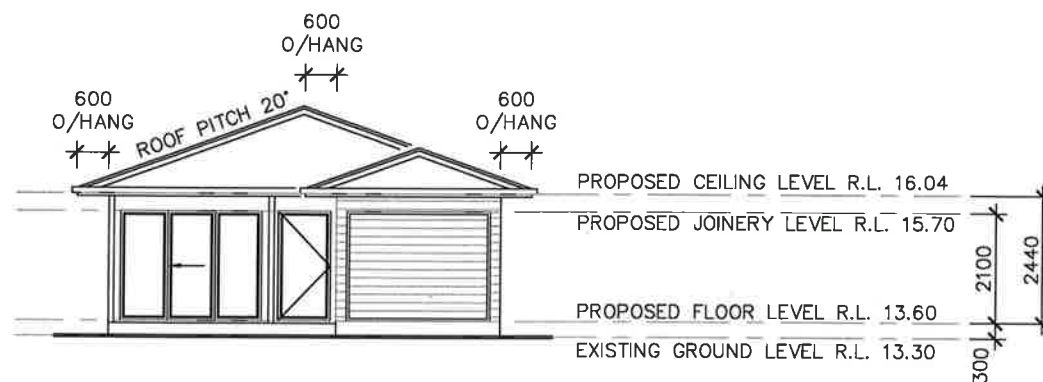 600
O/HANG
600
O/HANG
ROOF PITCH 20°
600
O/HANG
PROPOSED CEILING LEVEL R.L. 16.04
PROPOSED JOINERY LEVEL R.L. 15.70
2100
2440
PROPOSED FLOOR LEVEL R.L. 13.60
EXISTING GROUND LEVEL R.L. 13.30
300